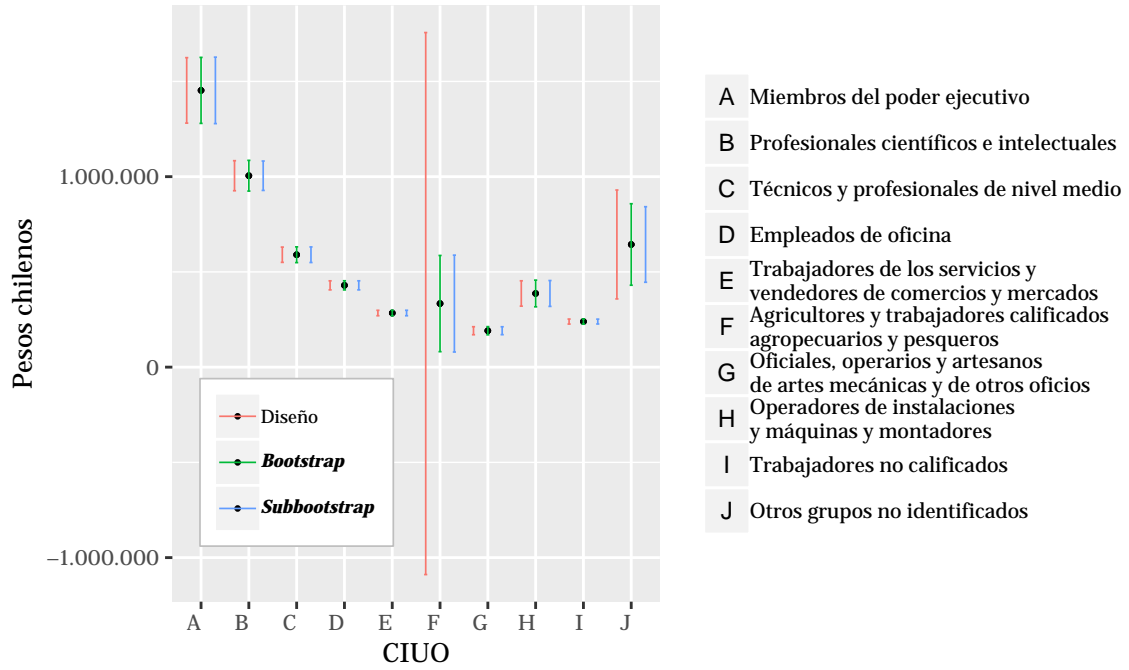 Pesos chilenos
1.000.000
0
−1.000.000
Diseño
Bootstrap
Subbootstrap
A B C D E F G H I J
CIUO
A Miembros del poder ejecutivo
B Profesionales científicos e intelectuales
C Técnicos y profesionales de nivel medio
D Empleados de oficina
E Trabajadores de los servicios y
vendedores de comercios y mercados
F Agricultores y trabajadores calificados
agropecuarios y pesqueros
G Oficiales, operarios y artesanos
de artes mecánicas y de otros oficios
H Operadores de instalaciones
y máquinas y montadores
I Trabajadores no calificados
J Otros grupos no identificados